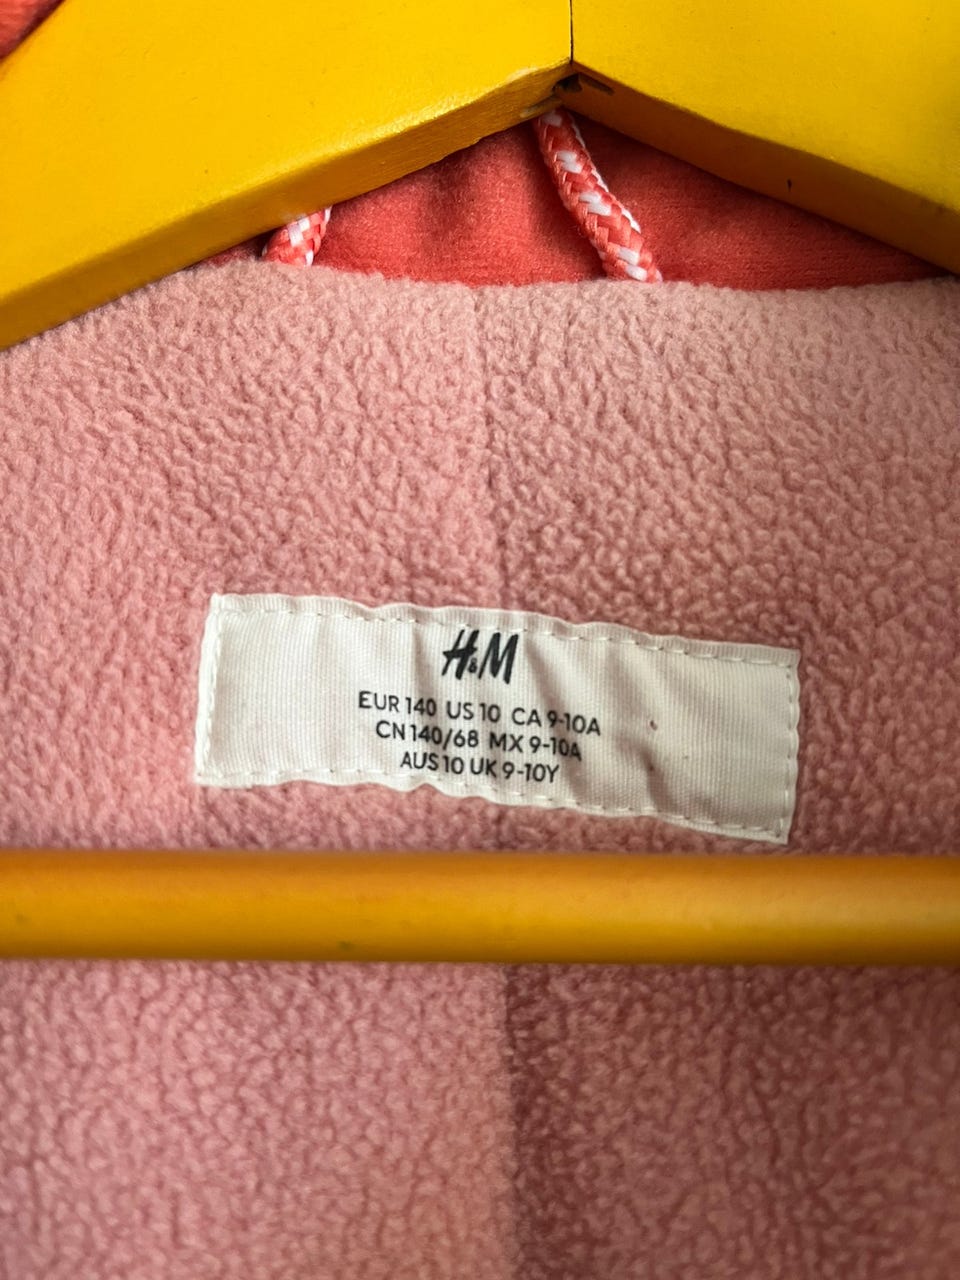 H&M
EUR 140 US 10 CA 9-10A
CN 140/68 MX 9-10A
AUS 10 UK 9-10Y